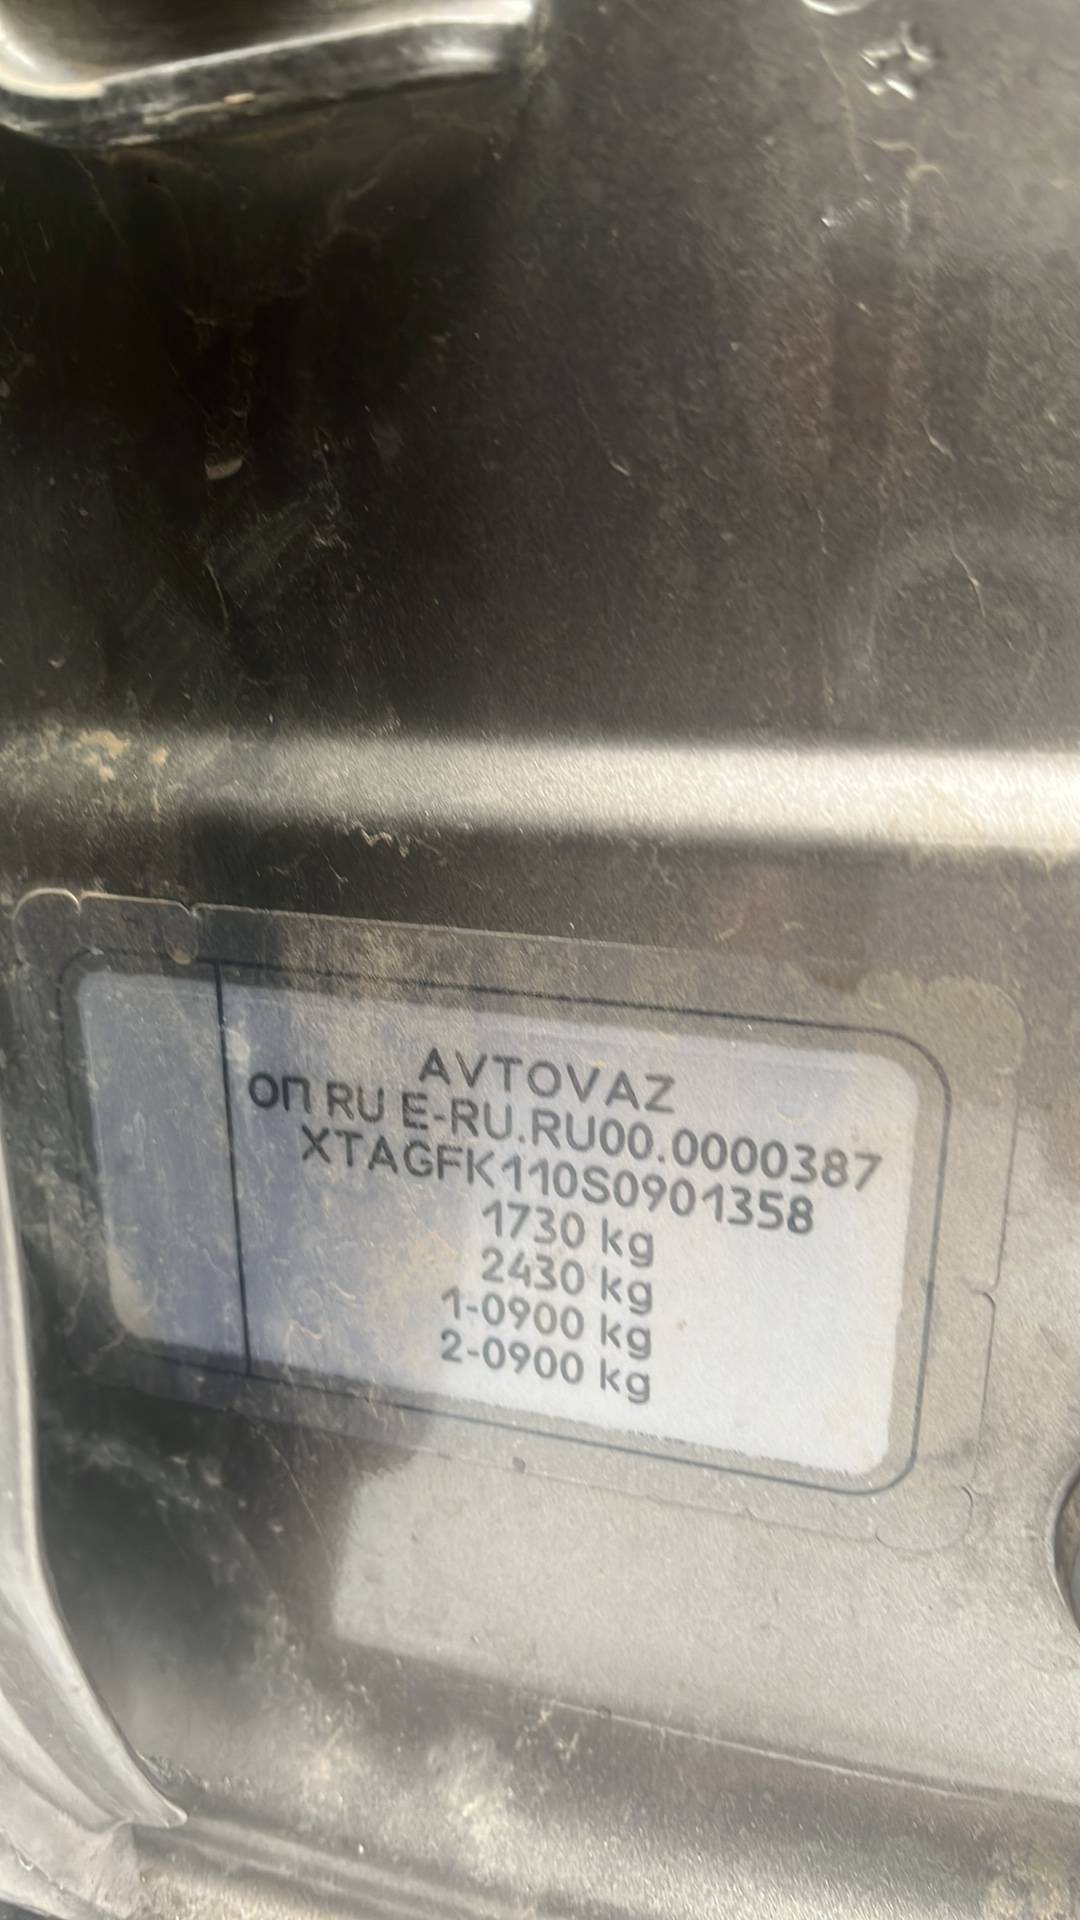 AVTOVAZ
ОП RU E-RU.RU00.0000387
XTAGFK110S0901358
1730 kg
2430 kg
1-0900 kg
2-0900 kg